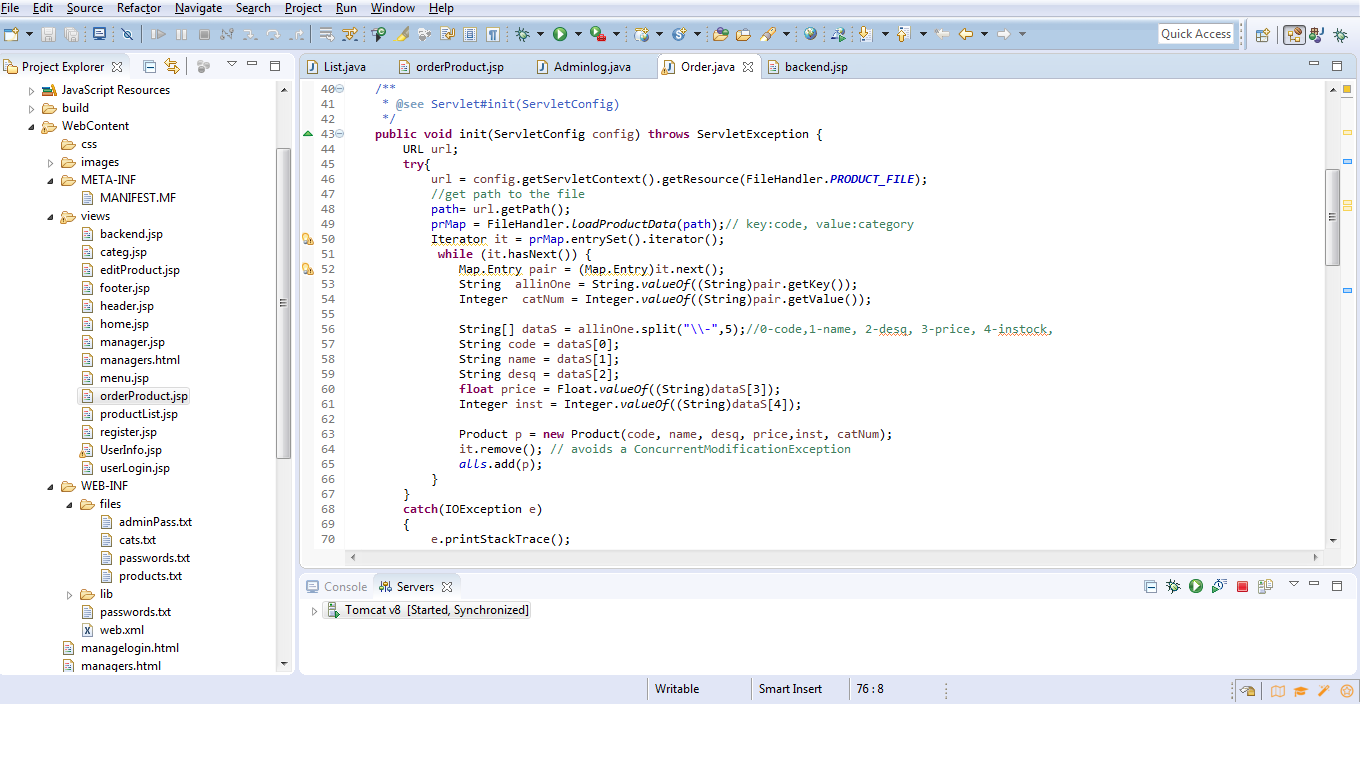 File Edit Source Refactor Navigate Search Project Run Window Help
Quick Access
Project Explorer
JavaScript Resources
build
WebContent
css
images
META-INF
MANIFEST.MF
views
backend.jsp
categ.jsp
editProduct.jsp
footer.jsp
header.jsp
home.jsp
manager.jsp
managers.html
menu.jsp
orderProduct.jsp
productList.jsp
register.jsp
UserInfo.jsp
userLogin.jsp
WEB-INF
files
adminPass.txt
cats.txt
passwords.txt
products.txt
lib
passwords.txt
web.xml
managelogin.html
managers.html
List.java orderProduct.jsp Adminlog.java Order.java backend.jsp
40 /**
41 * @see Servlet#init(ServletConfig)
42 */
43 public void init(ServletConfig config) throws ServletException {
44 URL url;
45 try{
46 url = config.getServletContext().getResource(FileHandler.PRODUCT_FILE);
47 //get path to the file
48 path= url.getPath();
49 prMap = FileHandler.loadProductData(path);// key:code, value:category
50 Iterator it = prMap.entrySet().iterator();
51 while (it.hasNext()) {
52 Map.Entry pair = (Map.Entry)it.next();
53 String allinOne = String.valueOf((String)pair.getKey());
54 Integer catNum = Integer.valueOf((String)pair.getValue());
55
56 String[] dataS = allinOne.split("\\-",5);//0-code,1-name, 2-desq, 3-price, 4-instock,
57 String code = dataS[0];
58 String name = dataS[1];
59 String desq = dataS[2];
60 float price = Float.valueOf((String)dataS[3]);
61 Integer inst = Integer.valueOf((String)dataS[4]);
62
63 Product p = new Product(code, name, desq, price,inst, catNum);
64 it.remove(); // avoids a ConcurrentModificationException
65 alls.add(p);
66 }
67 }
68 catch(IOException e)
69 {
70 e.printStackTrace();
Console Servers
Tomcat v8 [Started, Synchronized]
Writable Smart Insert 76 : 8